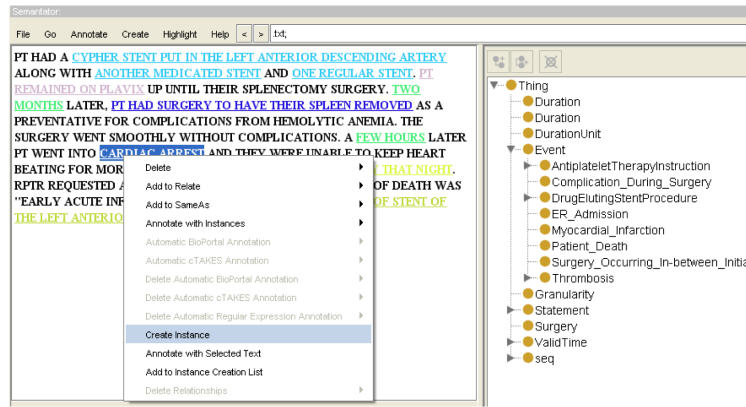 Semantator:
File Go Annotate Create Highlight Help < > .txt;
PT HAD A CYPHER STENT PUT IN THE LEFT ANTERIOR DESCENDING ARTERY
ALONG WITH ANOTHER MEDICATED STENT AND ONE REGULAR STENT. PT
REMAINED ON PLAVIX UP UNTIL THEIR SPLENECTOMY SURGERY. TWO
MONTHS LATER, PT HAD SURGERY TO HAVE THEIR SPLEEN REMOVED AS A
PREVENTATIVE FOR COMPLICATIONS FROM HEMOLYTIC ANEMIA. THE
SURGERY WENT SMOOTHLY WITHOUT COMPLICATIONS. A FEW HOURS LATER
PT WENT INTO CARDIAC ARREST AND THEY WERE UNABLE TO KEEP HEART
BEATING FOR MOR T THAT NIGHT.
RPTR REQUESTED A OF DEATH WAS
"EARLY ACUTE INF OF STENT OF
THE LEFT ANTERIO
Delete
Add to Relate
Add to SameAs
Annotate with Instances
Automatic BioPortal Annotation
Automatic cTAKES Annotation
Delete Automatic BioPortal Annotation
Delete Automatic cTAKES Annotation
Delete Automatic Regular Expression Annotation
Create Instance
Annotate with Selected Text
Add to Instance Creation List
Delete Relationships
Thing
Duration
Duration
DurationUnit
Event
AntiplateletTherapyInstruction
Complication_During_Surgery
DrugElutingStentProcedure
ER_Admission
Myocardial_Infarction
Patient_Death
Surgery_Occurring_In-between_Initia
Thrombosis
Granularity
Statement
Surgery
ValidTime
seq